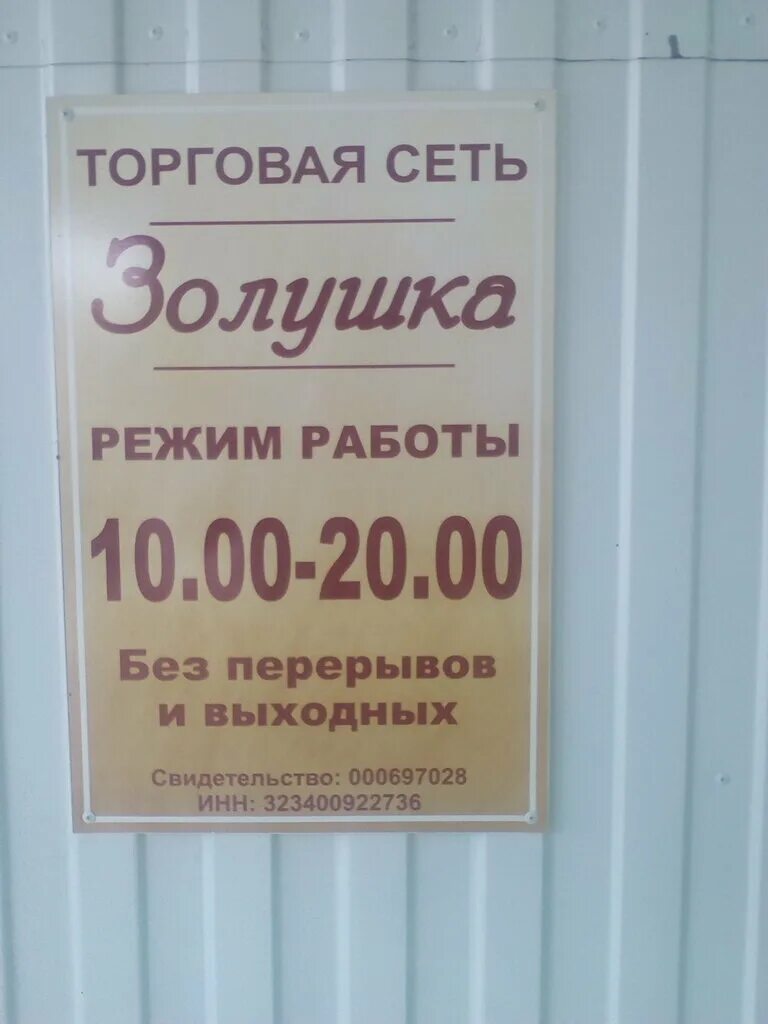 ТОРГОВАЯ СЕТЬ
Золушка
РЕЖИМ РАБОТЫ
10.00-20.00
Без перерывов
и выходных
Свидетельство: 000697028
ИНН: 323400922736